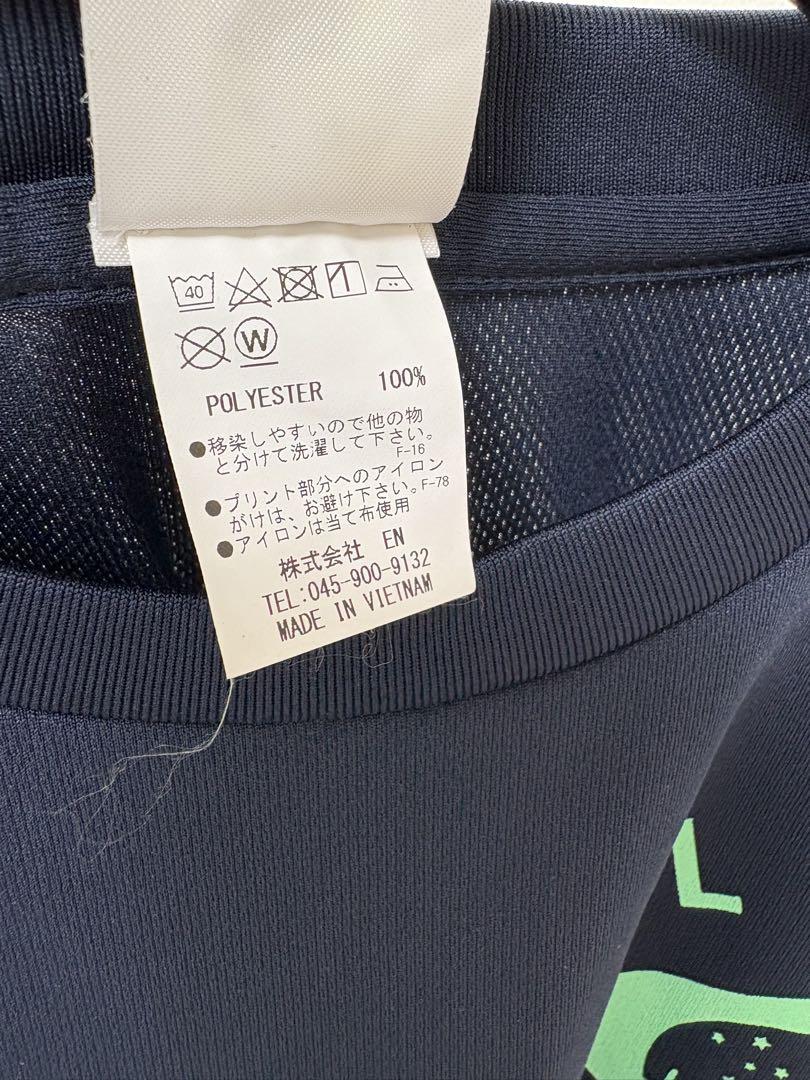 40
W
POLYESTER 100%
●移染しやすいので他の物
と分けて洗濯して下さい。
F-16
●プリント部分へのアイロン
がけは、お避け下さい。F-78
●アイロンは当て布使用
株式会社 EN
TEL:045-900-9132
MADE IN VIETNAM
L